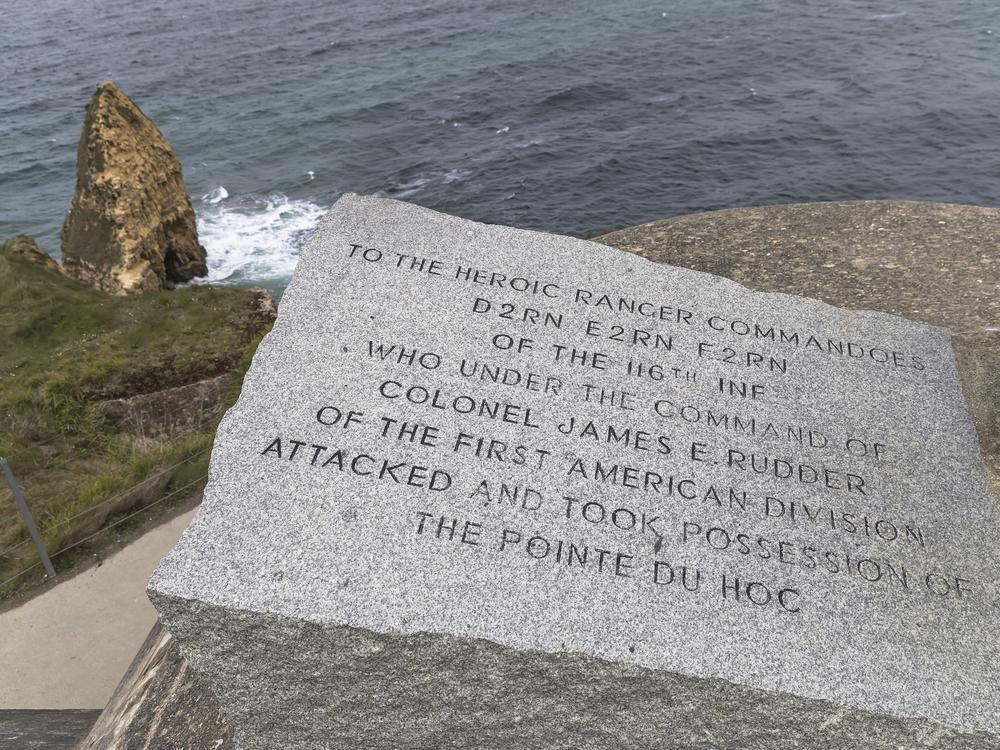 TO THE HEROIC RANGER COMMANDOES
D2RN E2RN F2RN
OF THE 116TH INF
WHO UNDER THE COMMAND OF
COLONEL JAMES E. RUDDER
OF THE FIRST AMERICAN DIVISION
ATTACKED AND TOOK POSSESSION OF
THE POINTE DU HOC